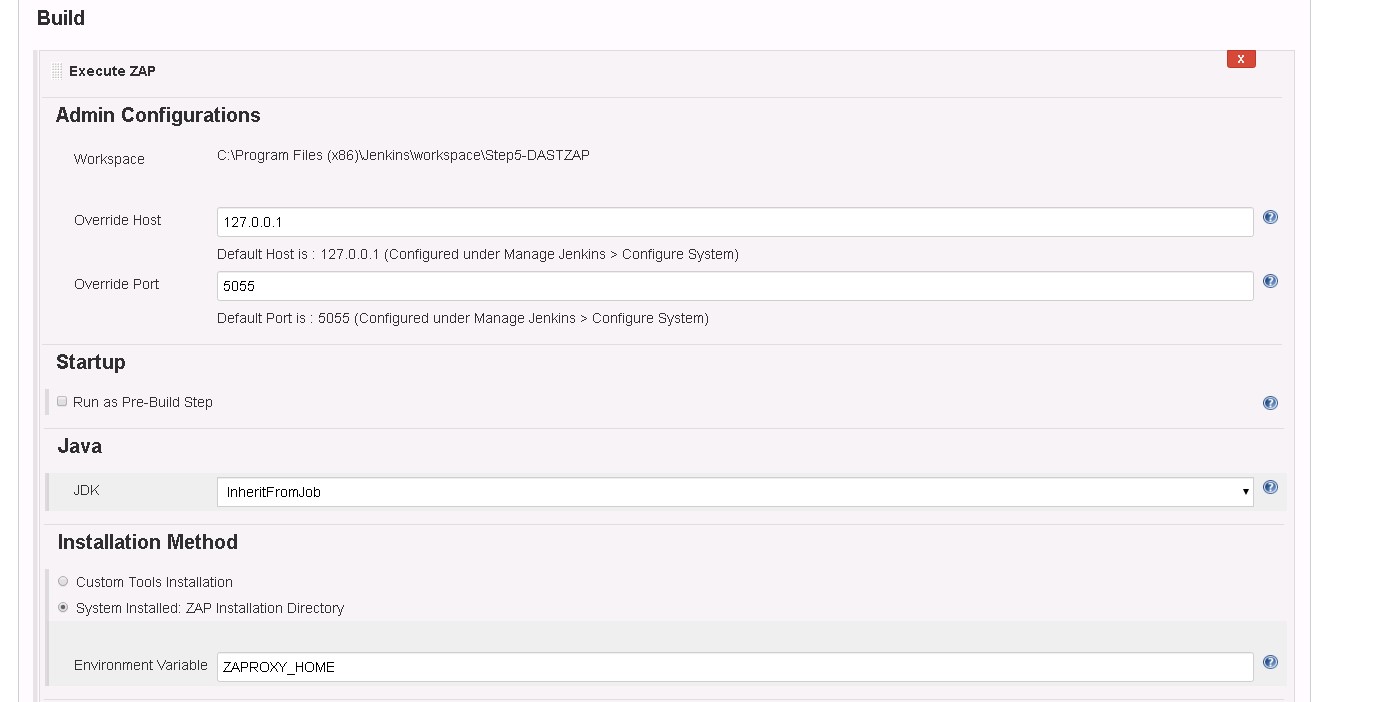 Build
Execute ZAP
X
Admin Configurations
Workspace
C:\Program Files (x86)\Jenkins\workspace\Step5-DASTZAP
Override Host
127.0.0.1
Default Host is : 127.0.0.1 (Configured under Manage Jenkins > Configure System)
Override Port
5055
Default Port is : 5055 (Configured under Manage Jenkins > Configure System)
Startup
Run as Pre-Build Step
Java
JDK
InheritFromJob
Installation Method
Custom Tools Installation
System Installed: ZAP Installation Directory
Environment Variable
ZAPROXY_HOME